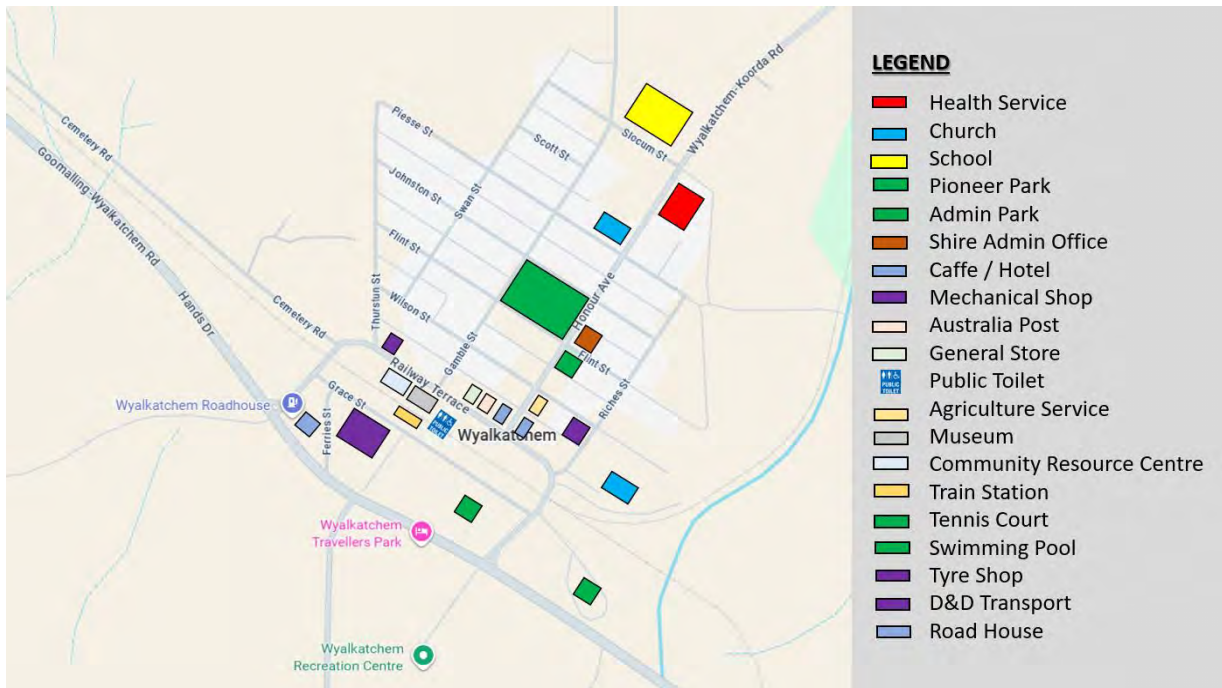 Wyalkatchem-Koorda Rd
Slocum St
Scott St
Piesse St
Cemetery Rd
Goomalling-Wyalkatchem Rd
Johnston St
Swan St
Flint St
Hands Dr
Cemetery Rd
Thurstun St
Wilson St
Honour Ave
Gamble St
Flint St
Railway Terrace
Riches St
Grace St
Ferries St
Wyalkatchem Roadhouse
PUBLIC
TOILET
Wyalkatchem
Wyalkatchem
Travellers Park
Wyalkatchem
Recreation Centre
LEGEND
Health Service
Church
School
Pioneer Park
Admin Park
Shire Admin Office
Caffe / Hotel
Mechanical Shop
Australia Post
General Store
PUBLIC
TOILET
Public Toilet
Agriculture Service
Museum
Community Resource Centre
Train Station
Tennis Court
Swimming Pool
Tyre Shop
D&D Transport
Road House